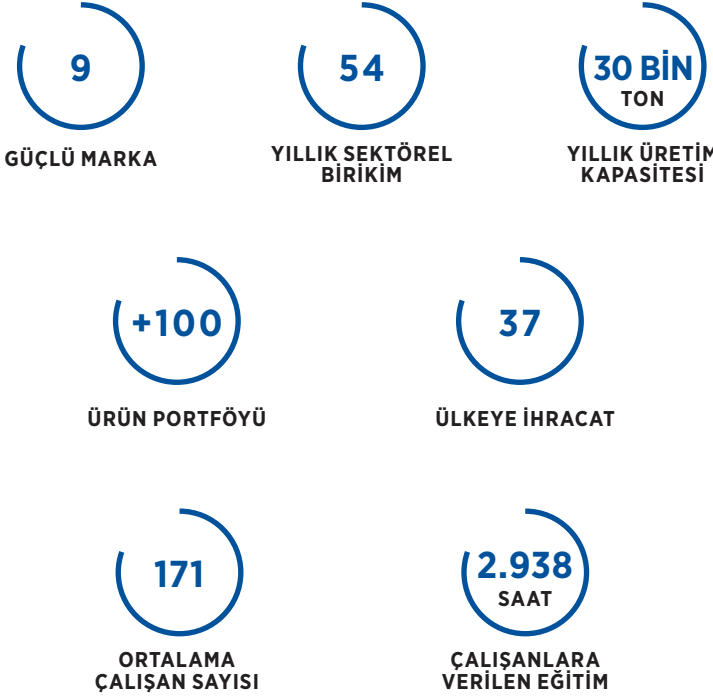 9
GÜÇLÜ MARKA
54
YILLIK SEKTÖREL
BİRİKİM
30 BİN
TON
YILLIK ÜRETİM
KAPASİTESİ
+100
ÜRÜN PORTFÖYÜ
37
ÜLKEYE İHRACAT
171
ORTALAMA
ÇALIŞAN SAYISI
2.938
SAAT
ÇALIŞANLARA
VERİLEN EĞİTİM